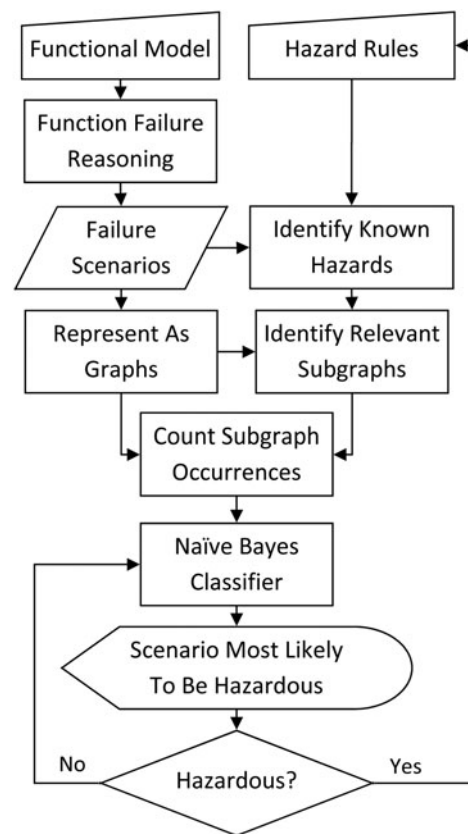 Functional Model
Hazard Rules
Function Failure
Reasoning
Failure
Scenarios
Identify Known
Hazards
Represent As
Graphs
Identify Relevant
Subgraphs
Count Subgraph
Occurrences
Naïve Bayes
Classifier
Scenario Most Likely
To Be Hazardous
No
Hazardous?
Yes